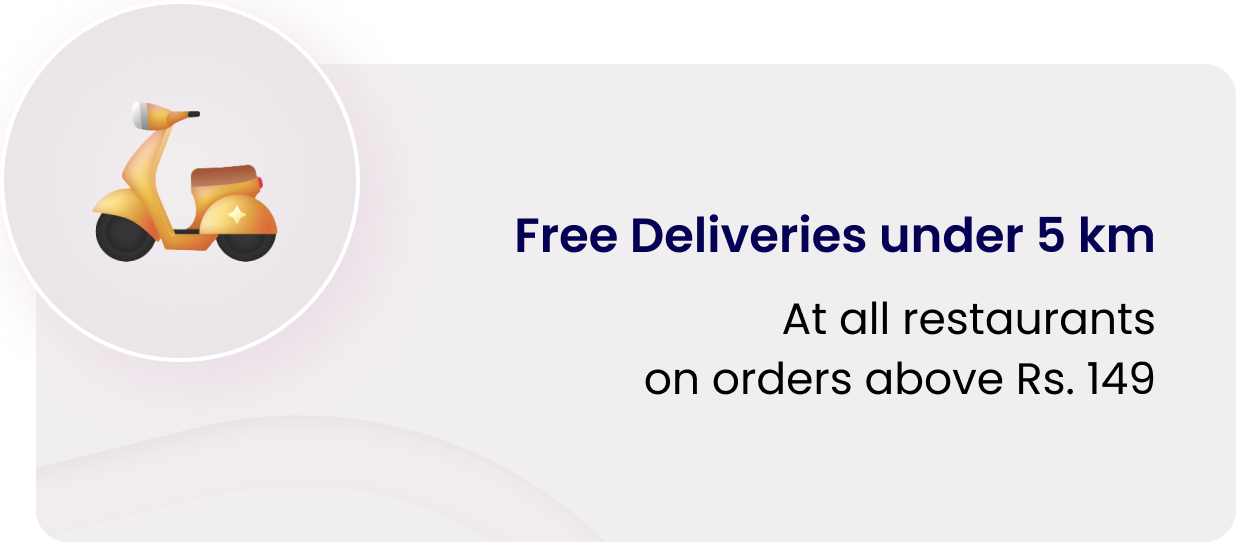 Free Deliveries under 5 km
At all restaurants
on orders above Rs. 149